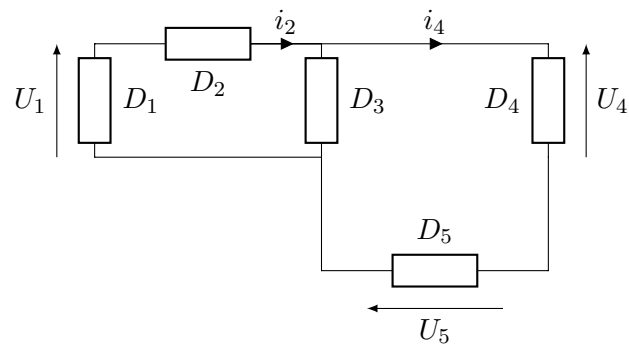 i₂ i₄
D₂
U₁ D₁ D₃ D₄ U₄
D₅
U₅